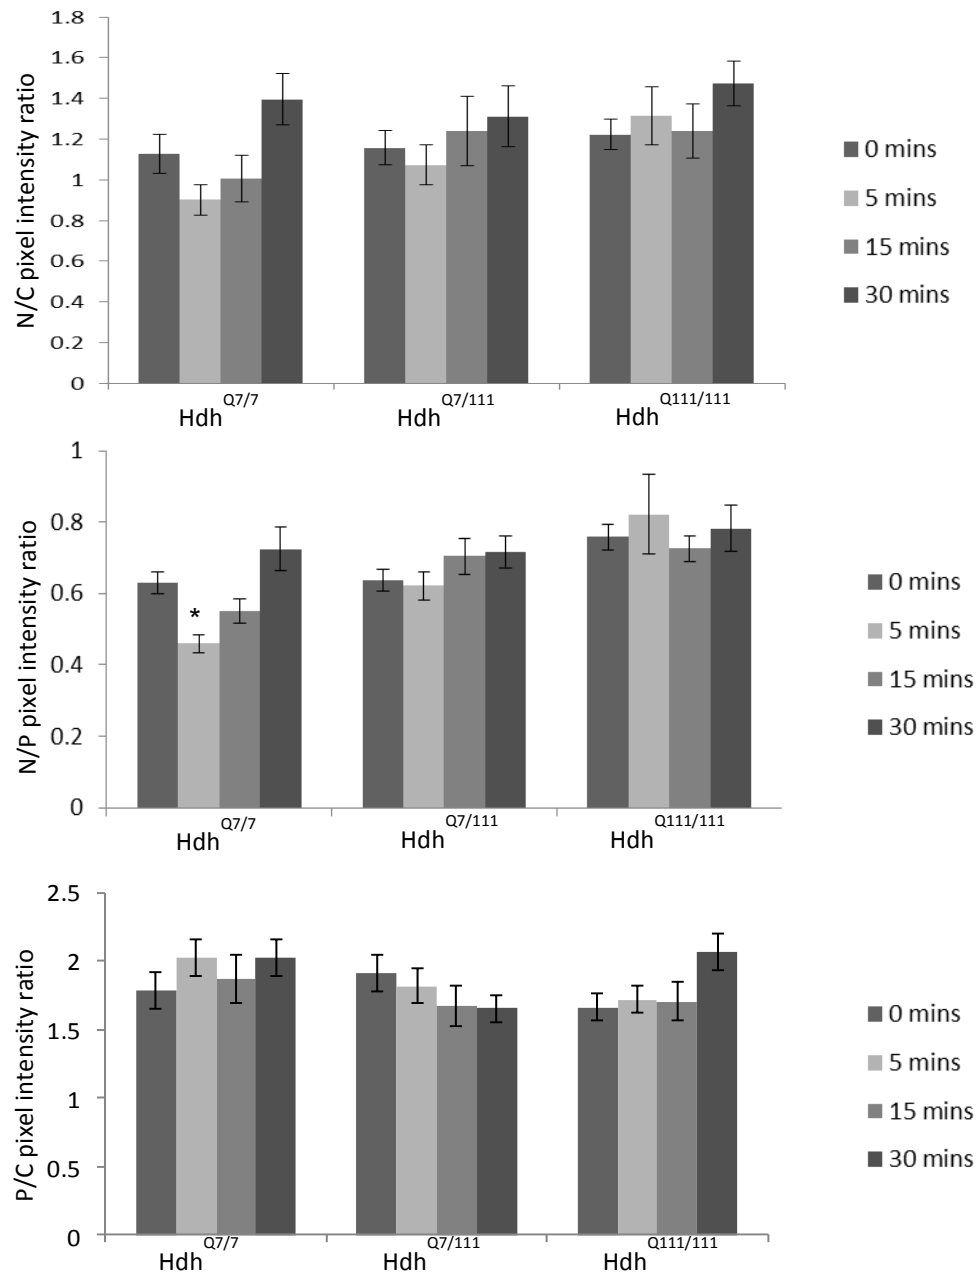 N/C pixel intensity ratio
1.8
1.6
1.4
1.2
1
0.8
0.6
0.4
0.2
0
Hdh Q7/7
Hdh Q7/111
Hdh Q111/111
0 mins
5 mins
15 mins
30 mins
N/P pixel intensity ratio
1
0.8
0.6
0.4
0.2
0
*
Hdh Q7/7
Hdh Q7/111
Hdh Q111/111
0 mins
5 mins
15 mins
30 mins
P/C pixel intensity ratio
2.5
2
1.5
1
0.5
0
Hdh Q7/7
Hdh Q7/111
Hdh Q111/111
0 mins
5 mins
15 mins
30 mins